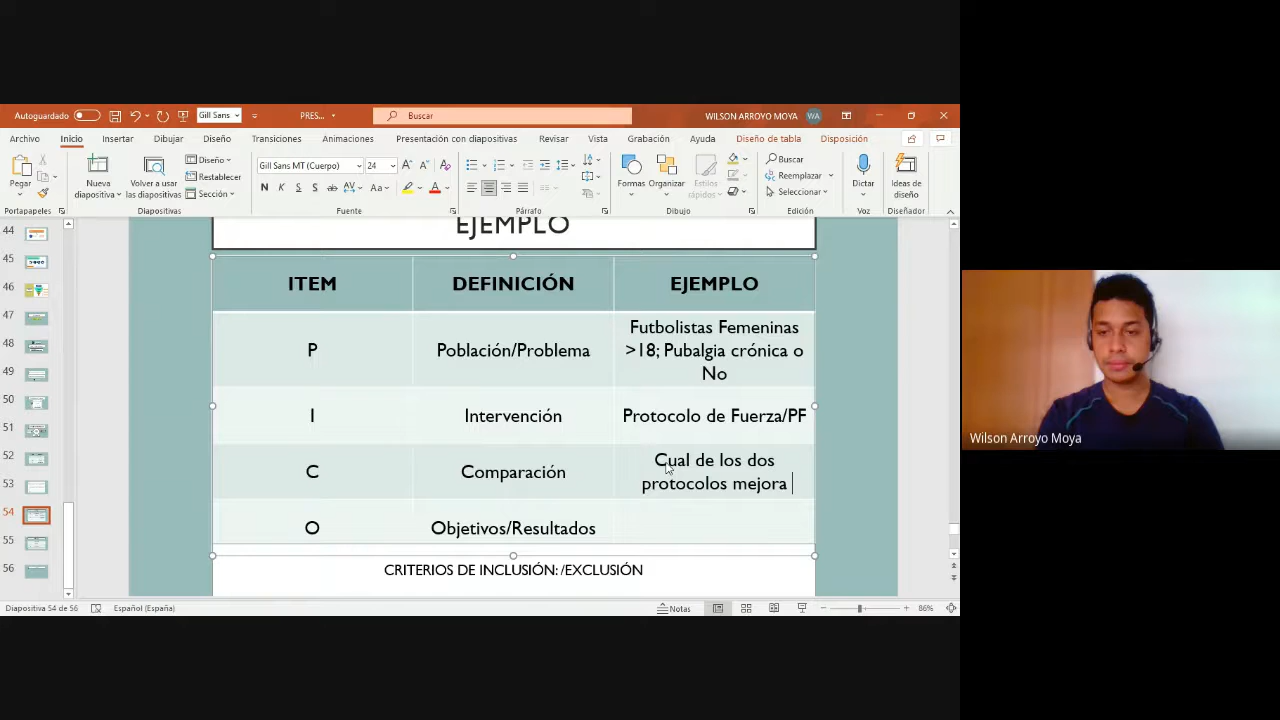 Autoguardado
Gill Sans
PRES...
Buscar
WILSON ARROYO MOYA
WA
Archivo
Inicio
Insertar
Dibujar
Diseño
Transiciones
Animaciones
Presentación con diapositivas
Revisar
Vista
Grabación
Ayuda
Diseño de tabla
Disposición
Pegar
Nueva diapositiva
Volver a usar las diapositivas
Diseño
Restablecer
Sección
Gill Sans MT (Cuerpo)
24
N K S S ab AV Aa A
Formas
Organizar
Estilos rápidos
Buscar
Reemplazar
Seleccionar
Dictar
Ideas de diseño
Portapapeles
Diapositivas
Fuente
Párrafo
Dibujo
Edición
Voz
Diseñador
44
45
46
47
48
49
50
51
52
53
54
55
56
EJEMPLO
ITEM DEFINICIÓN EJEMPLO
Futbolistas Femeninas
P Población/Problema >18; Pubalgia crónica o
No
I Intervención Protocolo de Fuerza/PF
Cual de los dos
C Comparación protocolos mejora
O Objetivos/Resultados
CRITERIOS DE INCLUSIÓN: /EXCLUSIÓN
Diapositiva 54 de 56
Español (España)
Notas
86%
Wilson Arroyo Moya